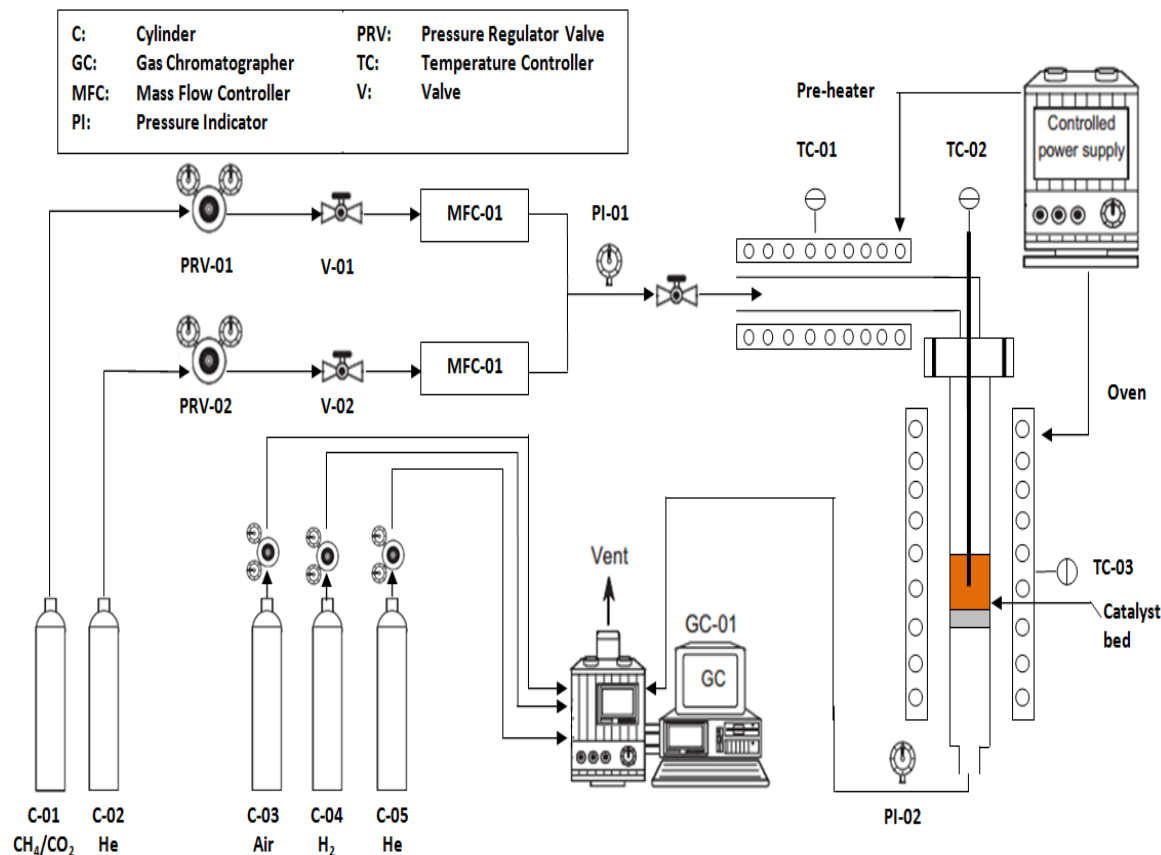 C: Cylinder PRV: Pressure Regulator Valve
GC: Gas Chromatographer TC: Temperature Controller
MFC: Mass Flow Controller V: Valve
PI: Pressure Indicator
Pre-heater
Controlled
power supply
TC-01
TC-02
MFC-01
PI-01
PRV-01
V-01
MFC-01
PRV-02
V-02
Oven
Vent
GC-01
GC
TC-03
Catalyst
bed
PI-02
C-01
CH₄/CO₂
C-02
He
C-03
Air
C-04
H₂
C-05
He